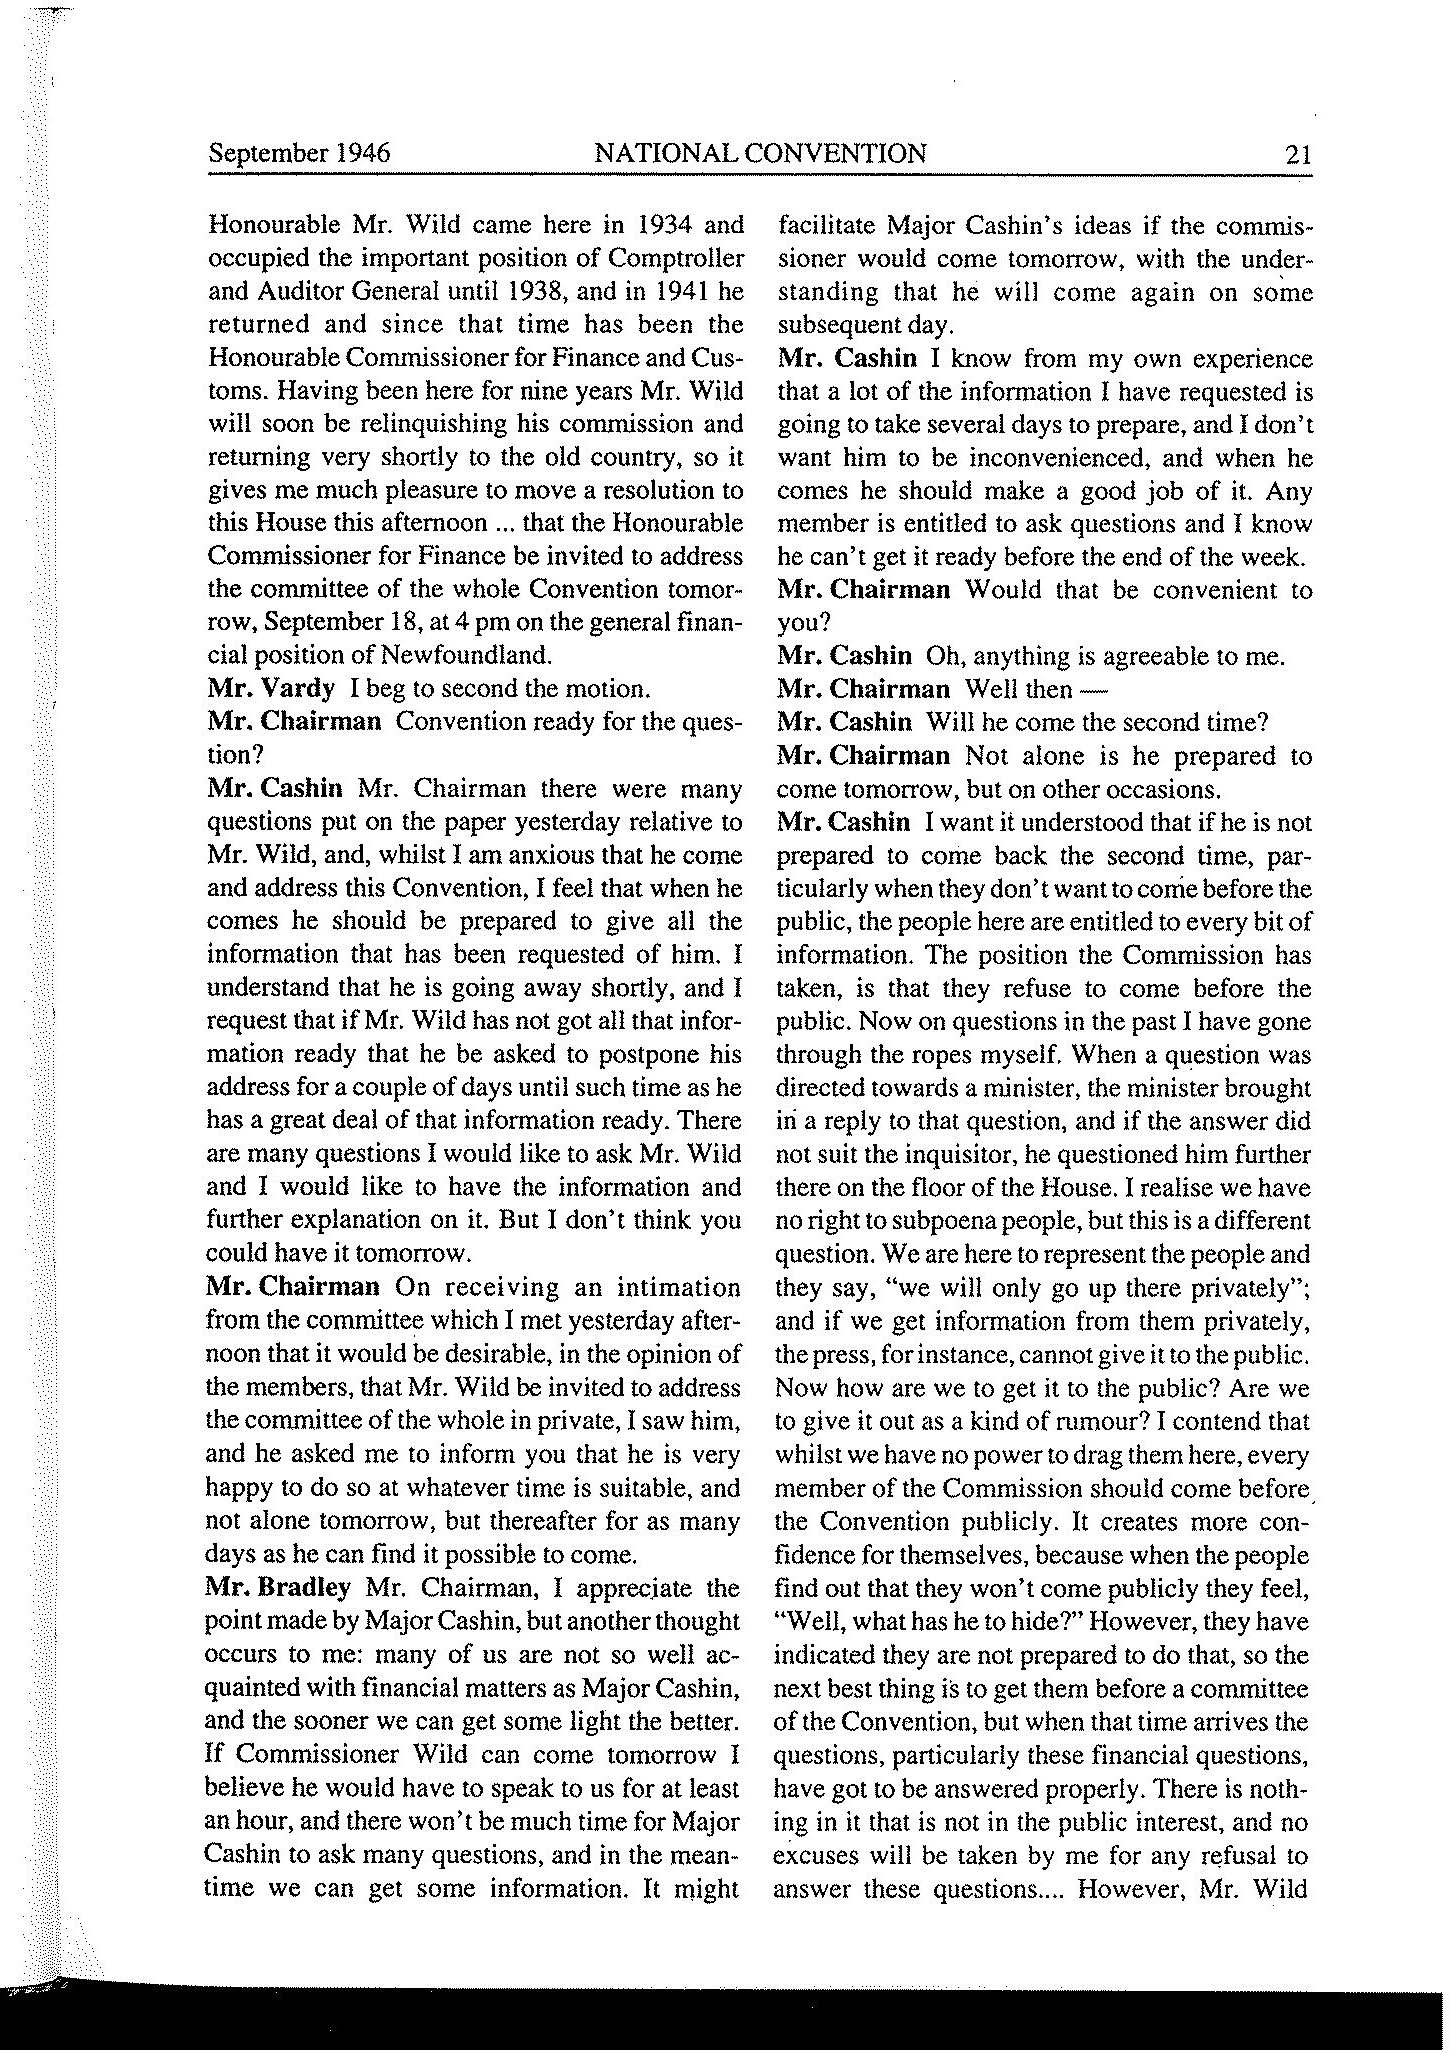 September 1946 NATIONAL CONVENTION 21
Honourable Mr. Wild came here in 1934 and
occupied the important position of Comptroller
and Auditor General until 1938, and in 1941 he
returned and since that time has been the
Honourable Commissioner for Finance and Cus-
toms. Having been here for nine years Mr. Wild
will soon be relinquishing his commission and
returning very shortly to the old country, so it
gives me much pleasure to move a resolution to
this House this afternoon ... that the Honourable
Commissioner for Finance be invited to address
the committee of the whole Convention tomor-
row, September 18, at 4 pm on the general finan-
cial position of Newfoundland.
Mr. Vardy I beg to second the motion.
Mr. Chairman Convention ready for the ques-
tion?
Mr. Cashin Mr. Chairman there were many
questions put on the paper yesterday relative to
Mr. Wild, and, whilst I am anxious that he come
and address this Convention, I feel that when he
comes he should be prepared to give all the
information that has been requested of him. I
understand that he is going away shortly, and I
request that if Mr. Wild has not got all that infor-
mation ready that he be asked to postpone his
address for a couple of days until such time as he
has a great deal of that information ready. There
are many questions I would like to ask Mr. Wild
and I would like to have the information and
further explanation on it. But I don't think you
could have it tomorrow.
Mr. Chairman On receiving an intimation
from the committee which I met yesterday after-
noon that it would be desirable, in the opinion of
the members, that Mr. Wild be invited to address
the committee of the whole in private, I saw him,
and he asked me to inform you that he is very
happy to do so at whatever time is suitable, and
not alone tomorrow, but thereafter for as many
days as he can find it possible to come.
Mr. Bradley Mr. Chairman, I appreciate the
point made by Major Cashin, but another thought
occurs to me: many of us are not so well ac-
quainted with financial matters as Major Cashin,
and the sooner we can get some light the better.
If Commissioner Wild can come tomorrow I
believe he would have to speak to us for at least
an hour, and there won't be much time for Major
Cashin to ask many questions, and in the mean-
time we can get some information. It might
facilitate Major Cashin's ideas if the commis-
sioner would come tomorrow, with the under-
standing that he will come again on some
subsequent day.
Mr. Cashin I know from my own experience
that a lot of the information I have requested is
going to take several days to prepare, and I don't
want him to be inconvenienced, and when he
comes he should make a good job of it. Any
member is entitled to ask questions and I know
he can't get it ready before the end of the week.
Mr. Chairman Would that be convenient to
you?
Mr. Cashin Oh, anything is agreeable to me.
Mr. Chairman Well then —
Mr. Cashin Will he come the second time?
Mr. Chairman Not alone is he prepared to
come tomorrow, but on other occasions.
Mr. Cashin I want it understood that if he is not
prepared to come back the second time, par-
ticularly when they don't want to come before the
public, the people here are entitled to every bit of
information. The position the Commission has
taken, is that they refuse to come before the
public. Now on questions in the past I have gone
through the ropes myself. When a question was
directed towards a minister, the minister brought
in a reply to that question, and if the answer did
not suit the inquisitor, he questioned him further
there on the floor of the House. I realise we have
no right to subpoena people, but this is a different
question. We are here to represent the people and
they say, "we will only go up there privately";
and if we get information from them privately,
the press, for instance, cannot give it to the public.
Now how are we to get it to the public? Are we
to give it out as a kind of rumour? I contend that
whilst we have no power to drag them here, every
member of the Commission should come before
the Convention publicly. It creates more con-
fidence for themselves, because when the people
find out that they won't come publicly they feel,
"Well, what has he to hide?" However, they have
indicated they are not prepared to do that, so the
next best thing is to get them before a committee
of the Convention, but when that time arrives the
questions, particularly these financial questions,
have got to be answered properly. There is noth-
ing in it that is not in the public interest, and no
excuses will be taken by me for any refusal to
answer these questions.... However, Mr. Wild